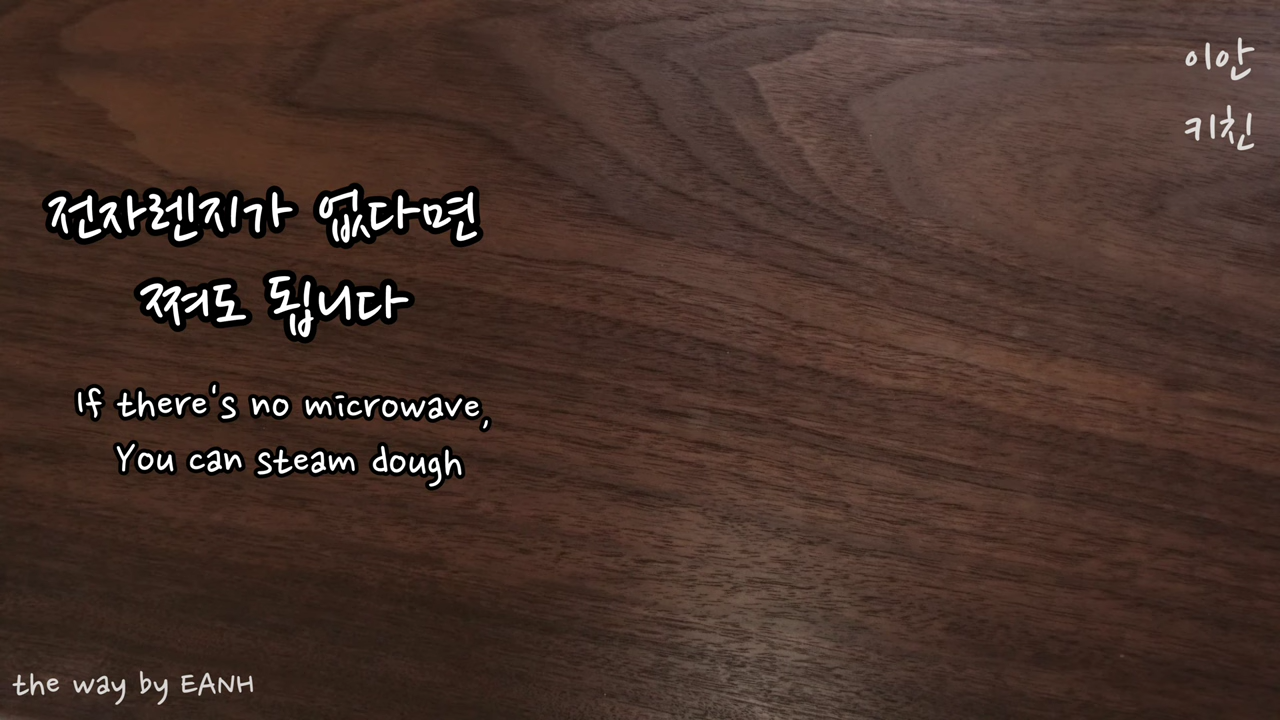 이안
키친
전자렌지가 없다면
쪄도 됩니다
If there's no microwave,
You can steam dough
the way by EANH